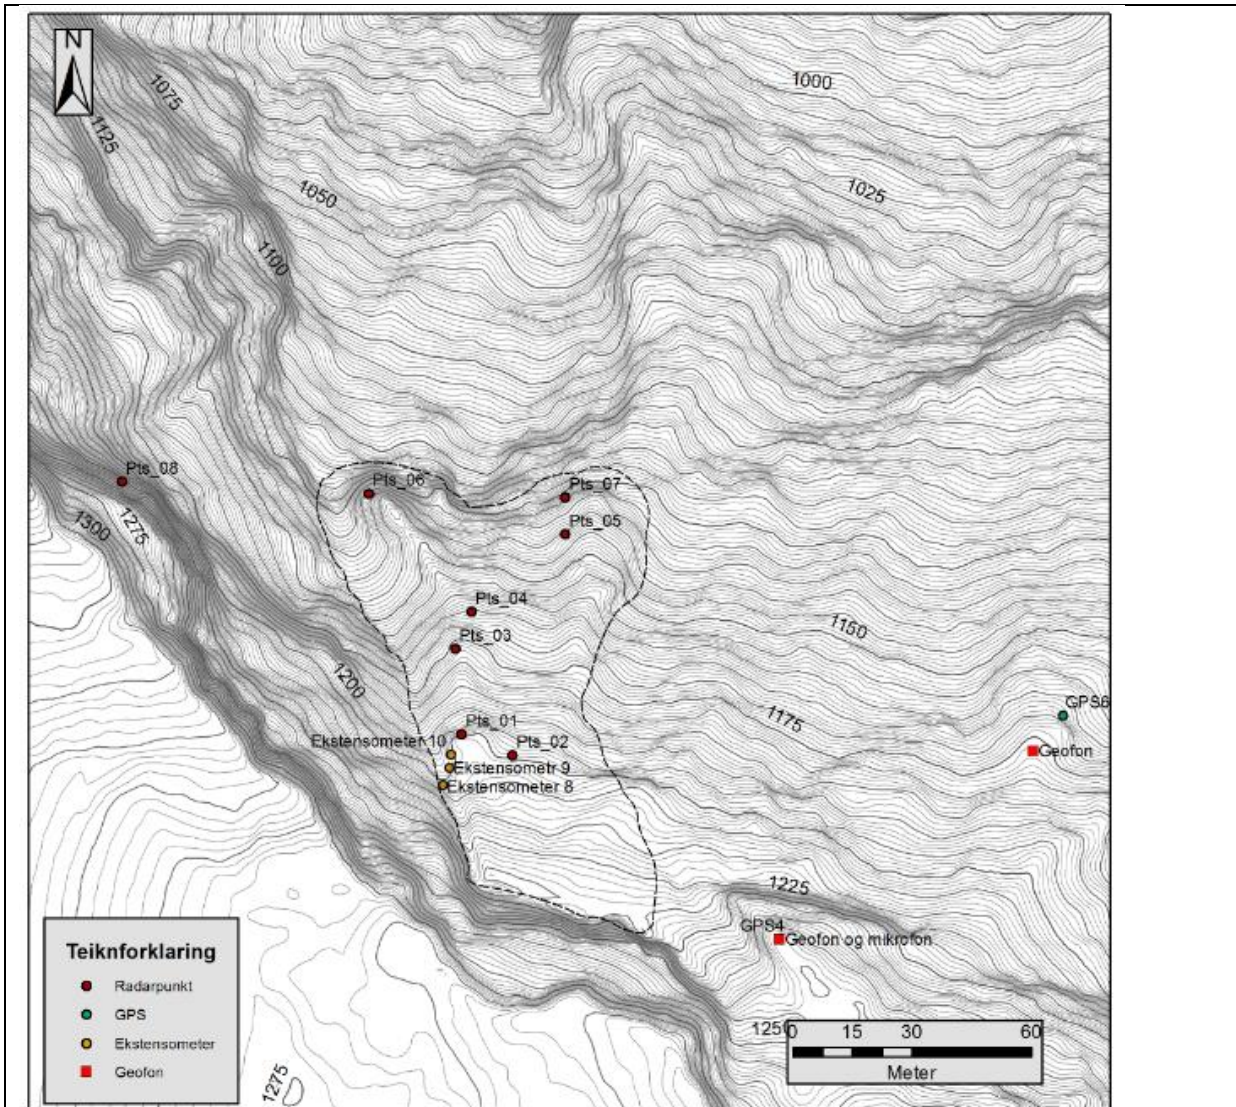 N
1075
1000
1125
1050
1025
1100
Pts_08
Pts_06
Pts_07
1300
1275
Pts_05
Pts_04
1150
Pts_03
1200
GPS6
1175
Pts_01
Ekstensometer 10
Pts_02
Geofon
Ekstensometr 9
Ekstensometer 8
1225
GPS4
Geofon og mikrofon
Teiknforklaring
Radarpunkt
GPS
Ekstensometer
Geofon
1275
1250
0 15 30 60
Meter